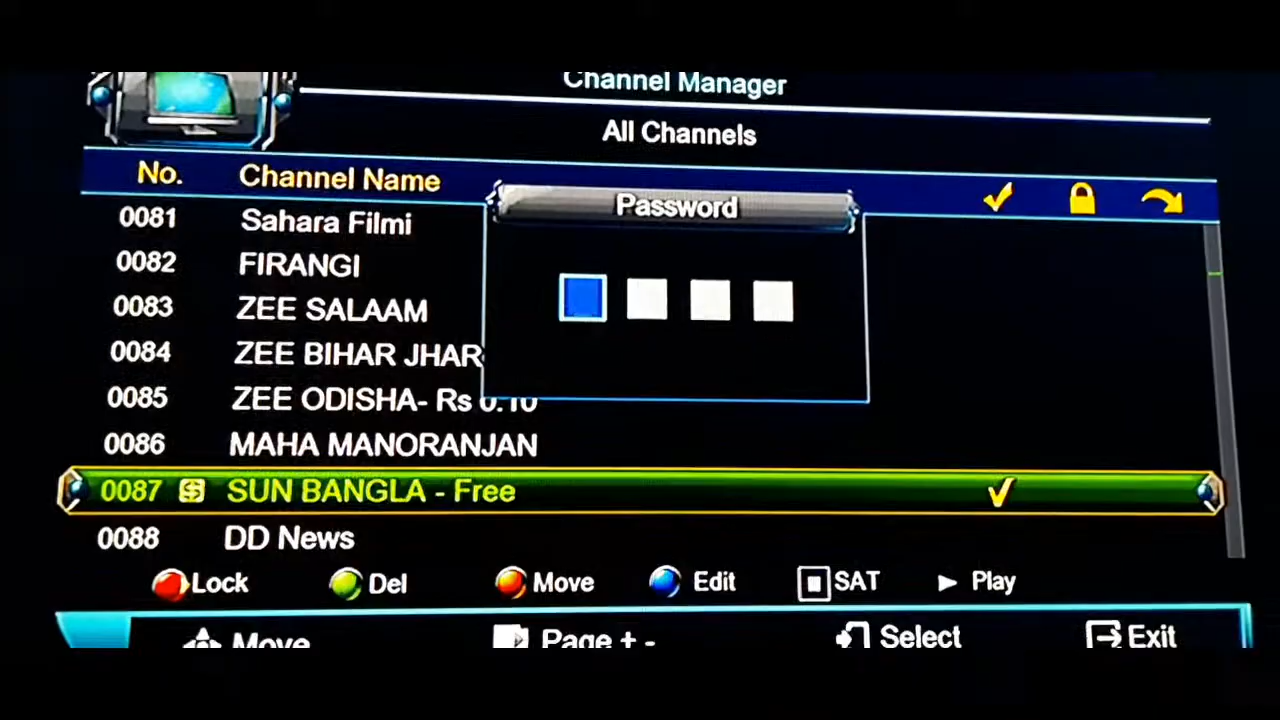 Channel Manager
All Channels
No. Channel Name
Password
0081 Sahara Filmi
0082 FIRANGI
0083 ZEE SALAAM
0084 ZEE BIHAR JHAR
0085 ZEE ODISHA- Rs 0.10
0086 MAHA MANORANJAN
0087 SUN BANGLA - Free
0088 DD News
Lock Del Move Edit SAT Play
Move Page + - Select Exit